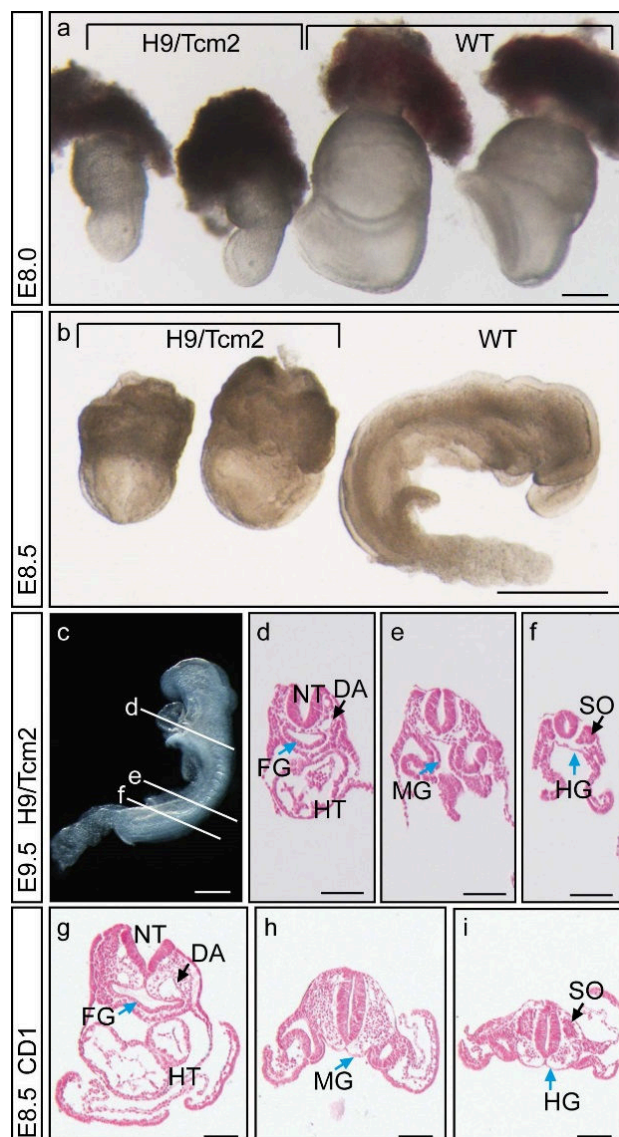 a
H9/Tcm2 WT
E8.0
b
H9/Tcm2 WT
E8.5
c
d
e
f
E9.5 H9/Tcm2
d
NT
DA
FG
HT
e
MG
f
SO
HG
E8.5 CD1
g
NT
DA
FG
HT
h
MG
i
SO
HG